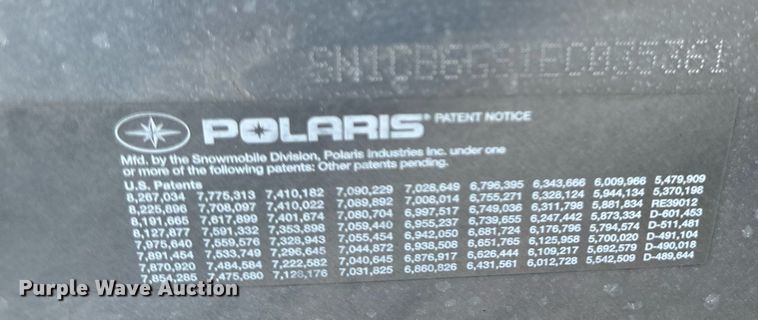 SN1CB6GS1EC035361
POLARIS® PATENT NOTICE
Mfd. by the Snowmobile Division, Polaris Industries Inc. under one
or more of the following patents: Other patents pending.
U.S. Patents
8,267,034 7,775,313 7,410,182 7,090,229 7,028,649 6,796,395 6,343,666 6,009,966 5,479,909
8,225,896 7,708,097 7,410,022 7,089,892 7,008,014 6,755,271 6,328,124 5,944,134 5,370,198
8,191,665 7,617,899 7,401,674 7,080,704 6,997,517 6,749,036 6,311,798 5,881,834 RE39012
8,127,877 7,591,332 7,353,898 7,059,440 6,955,237 6,739,655 6,247,442 5,873,334 D-601,453
7,975,640 7,559,576 7,328,943 7,055,454 6,942,050 6,681,724 6,176,796 5,794,574 D-511,481
7,891,454 7,533,749 7,296,645 7,044,872 6,938,508 6,651,765 6,125,958 5,700,020 D-491,104
7,870,920 7,484,584 7,222,582 7,040,645 6,876,917 6,626,444 6,109,217 5,692,579 D-490,018
7,854,285 7,475,680 7,128,176 7,031,825 6,860,826 6,431,561 6,012,728 5,542,509 D-489,644
Purple Wave Auction